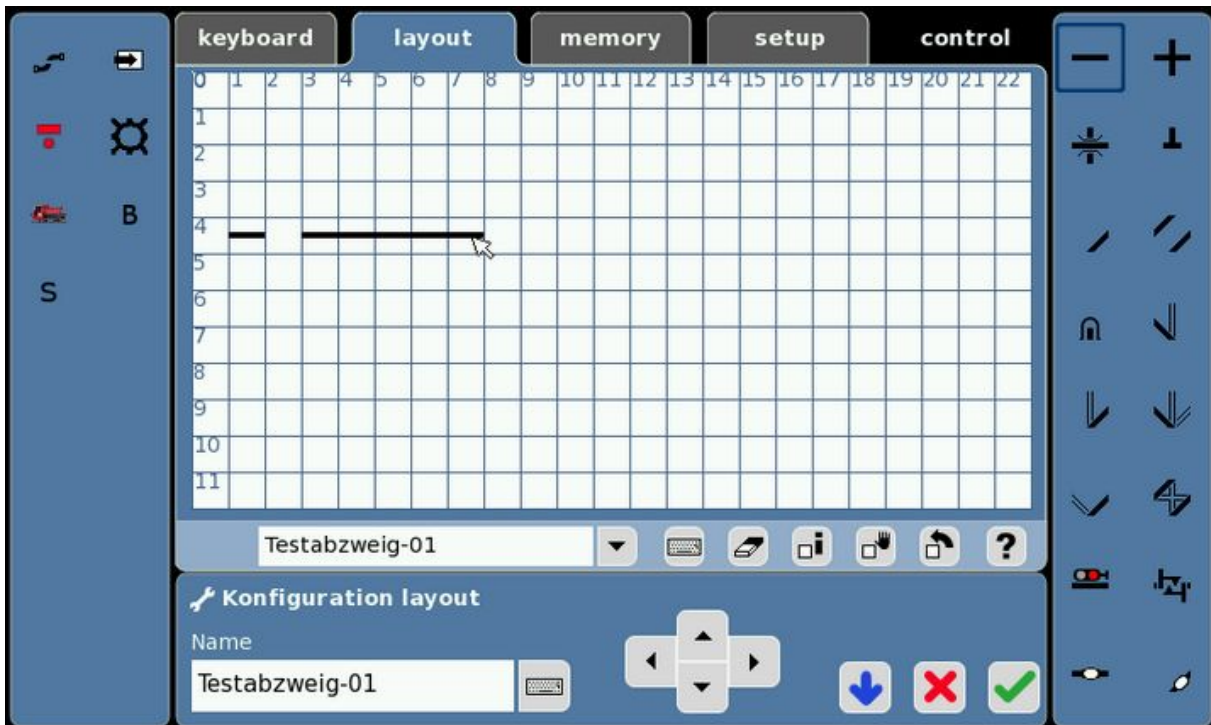 keyboard layout memory setup control
0 1 2 3 4 5 6 7 8 9 10 11 12 13 14 15 16 17 18 19 20 21 22
1
2
3
4
B
5
S
6
7
8
9
10
11
Testabzweig-01 i ?
Konfiguration layout
Name
Testabzweig-01